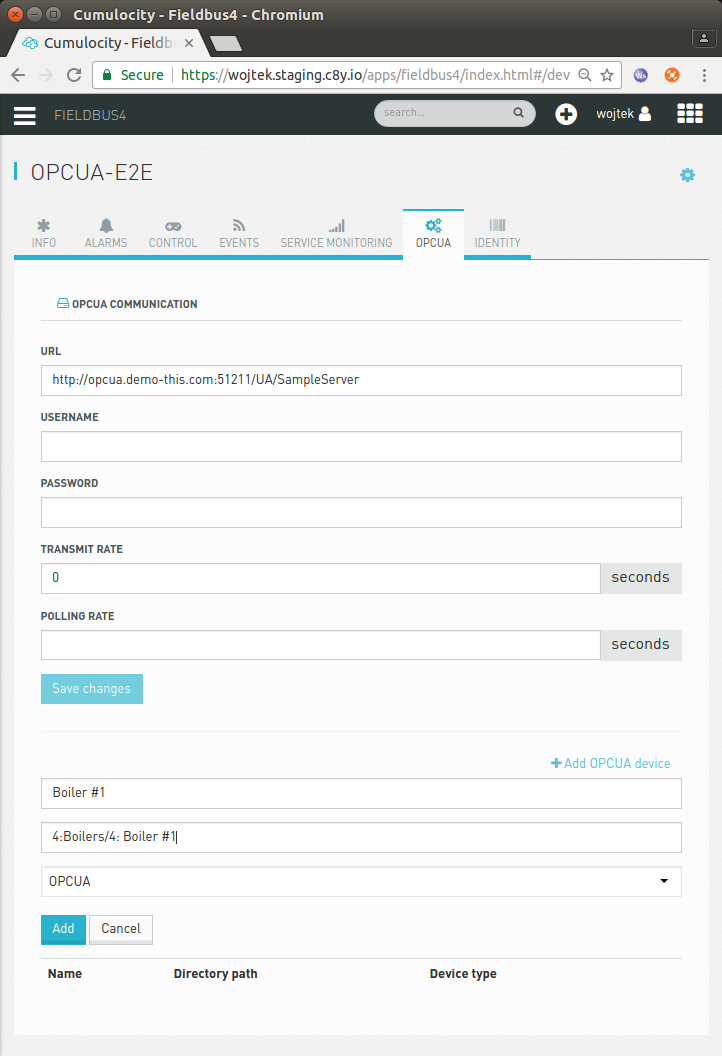 Cumulocity - Fieldbus4 - Chromium
Cumulocity - Fieldb
Secure https://wojtek.staging.c8y.io/apps/fieldbus4/index.html#/dev
FIELDBUS4 search... wojtek
OPCUA-E2E
INFO ALARMS CONTROL EVENTS SERVICE MONITORING OPCUA IDENTITY
OPCUA COMMUNICATION
URL
http://opcua.demo-this.com:51211/UA/SampleServer
USERNAME
PASSWORD
TRANSMIT RATE
0 seconds
POLLING RATE
seconds
Save changes
Add OPCUA device
Boiler #1
4:Boilers/4: Boiler #1
OPCUA
Add Cancel
Name Directory path Device type